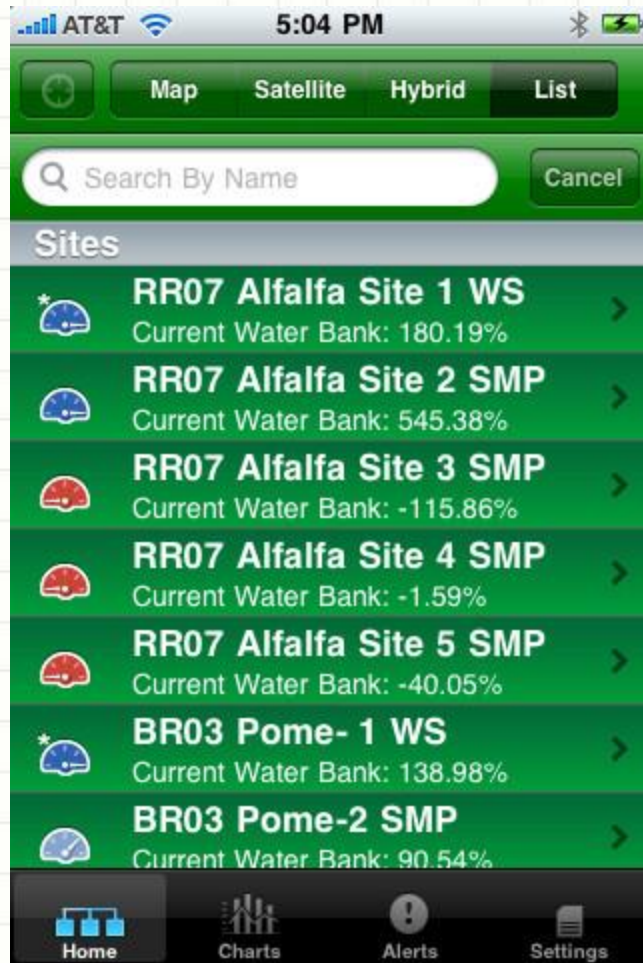 AT&T 5:04 PM
Map Satellite Hybrid List
Search By Name Cancel
Sites
RR07 Alfalfa Site 1 WS
Current Water Bank: 180.19%
RR07 Alfalfa Site 2 SMP
Current Water Bank: 545.38%
RR07 Alfalfa Site 3 SMP
Current Water Bank: -115.86%
RR07 Alfalfa Site 4 SMP
Current Water Bank: -1.59%
RR07 Alfalfa Site 5 SMP
Current Water Bank: -40.05%
BR03 Pome- 1 WS
Current Water Bank: 138.98%
BR03 Pome-2 SMP
Current Water Bank: 90.54%
Home Charts Alerts Settings